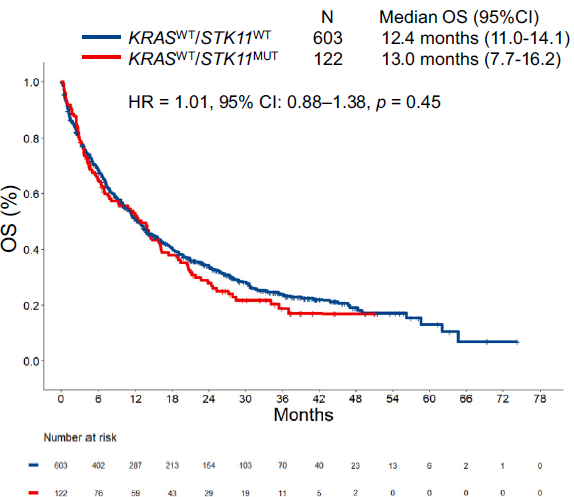 N Median OS (95%CI)
KRASWT/STK11WT 603 12.4 months (11.0-14.1)
KRASWT/STK11MUT 122 13.0 months (7.7-16.2)
HR = 1.01, 95% CI: 0.88–1.38, p = 0.45
OS (%)
1.0
0.8
0.6
0.4
0.2
0.0
0 6 12 18 24 30 36 42 48 54 60 66 72 78
Months
Number at risk
603 402 287 213 154 103 70 40 23 13 6 2 1 0
122 76 59 43 29 19 11 5 2 0 0 0 0 0